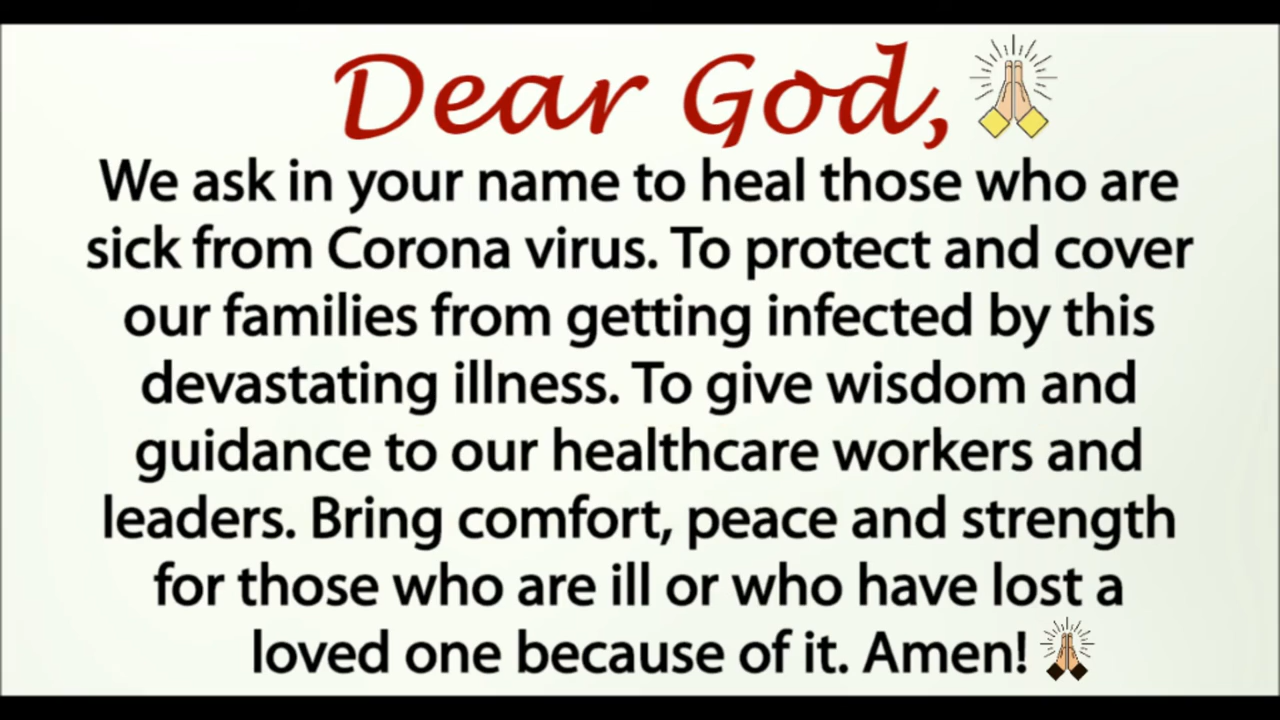 Dear God,
We ask in your name to heal those who are
sick from Corona virus. To protect and cover
our families from getting infected by this
devastating illness. To give wisdom and
guidance to our healthcare workers and
leaders. Bring comfort, peace and strength
for those who are ill or who have lost a
loved one because of it. Amen!